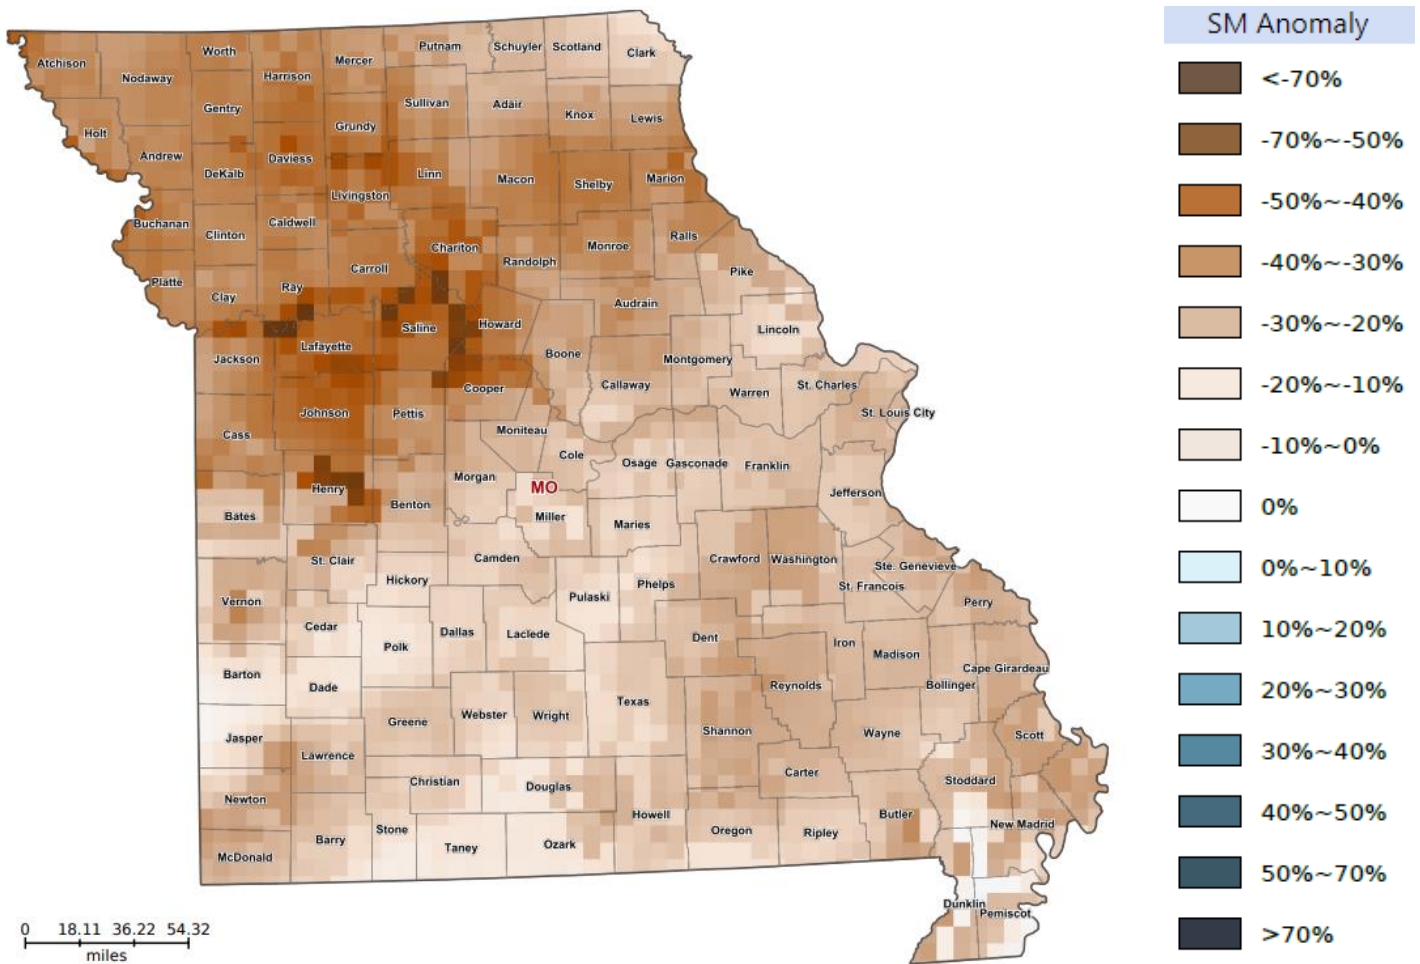 SM Anomaly
<-70%
-70%~-50%
-50%~-40%
-40%~-30%
-30%~-20%
-20%~-10%
-10%~0%
0%
0%~10%
10%~20%
20%~30%
30%~40%
40%~50%
50%~70%
>70%
Atchison
Nodaway
Worth
Harrison
Mercer
Putnam
Schuyler
Scotland
Clark
Holt
Gentry
Grundy
Sullivan
Adair
Knox
Lewis
Andrew
DeKalb
Daviess
Livingston
Linn
Macon
Shelby
Marion
Buchanan
Clinton
Caldwell
Chariton
Randolph
Monroe
Ralls
Platte
Clay
Ray
Carroll
Audrain
Pike
Jackson
Lafayette
Saline
Howard
Boone
Callaway
Montgomery
Lincoln
Warren
St. Charles
St. Louis City
Cass
Johnson
Pettis
Cooper
Moniteau
Cole
Osage
Gasconade
Franklin
Jefferson
Bates
Henry
Benton
Morgan
MO
Miller
Maries
St. Clair
Hickory
Camden
Pulaski
Phelps
Crawford
Washington
Ste. Genevieve
St. Francois
Perry
Vernon
Cedar
Polk
Dallas
Laclede
Dent
Iron
Madison
Cape Girardeau
Bollinger
Barton
Dade
Texas
Reynolds
Jasper
Greene
Webster
Wright
Shannon
Wayne
Scott
Lawrence
Christian
Douglas
Carter
Stoddard
Newton
Barry
Stone
Howell
Oregon
Ripley
Butler
New Madrid
McDonald
Taney
Ozark
Dunklin
Pemiscot
0 18.11 36.22 54.32
miles